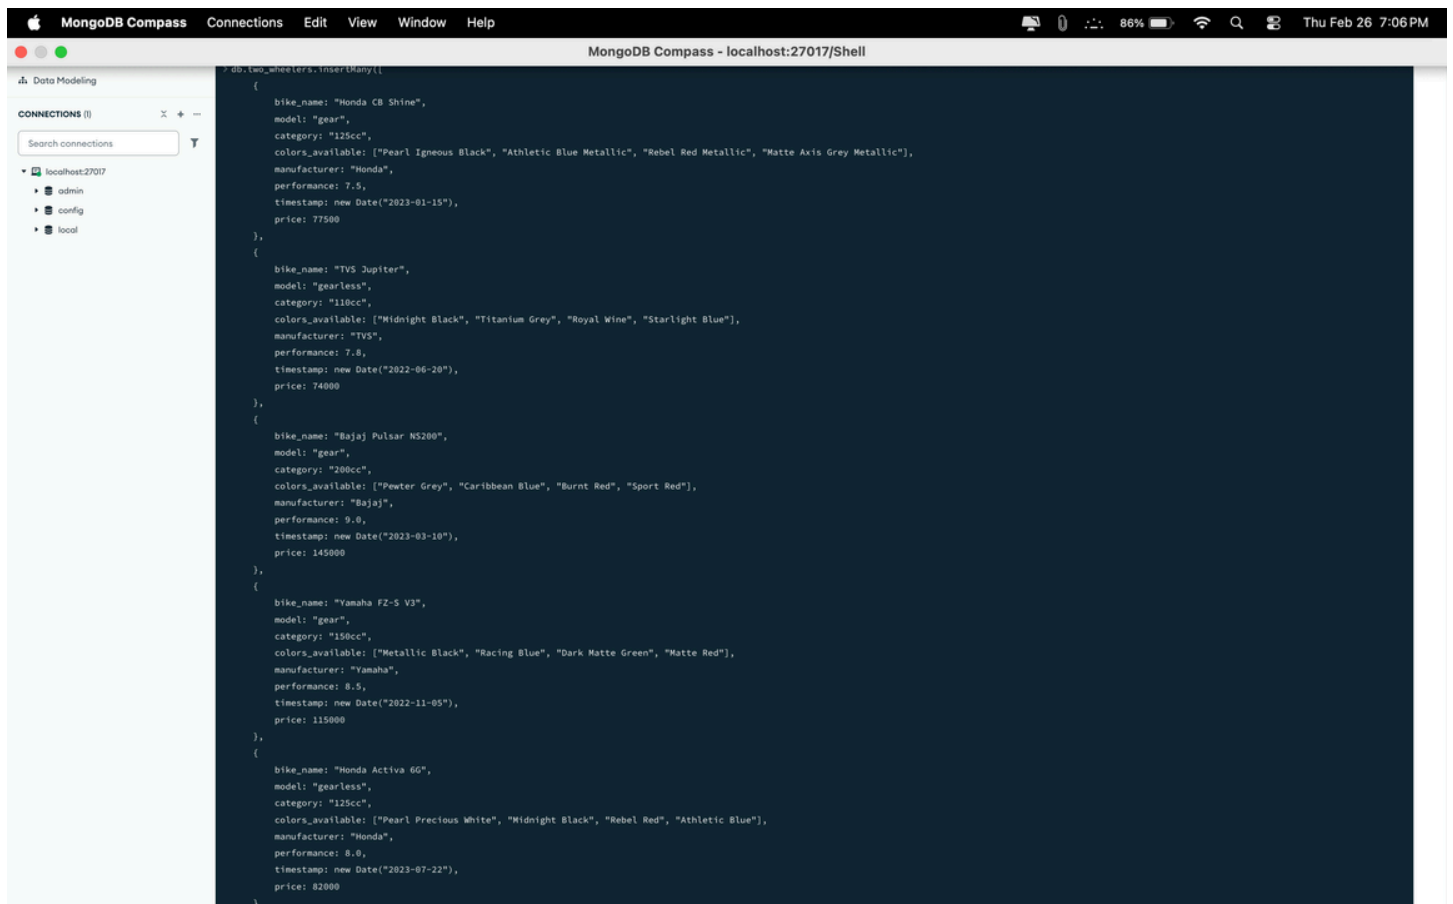 MongoDB Compass Connections Edit View Window Help 86% Thu Feb 26 7:06 PM
MongoDB Compass - localhost:27017/Shell
Data Modeling
CONNECTIONS (1)
Search connections
localhost:27017
admin
config
local
> db.two_wheelers.insertMany([
{
bike_name: "Honda CB Shine",
model: "gear",
category: "125cc",
colors_available: ["Pearl Igneous Black", "Athletic Blue Metallic", "Rebel Red Metallic", "Matte Axis Grey Metallic"],
manufacturer: "Honda",
performance: 7.5,
timestamp: new Date("2023-01-15"),
price: 77500
},
{
bike_name: "TVS Jupiter",
model: "gearless",
category: "110cc",
colors_available: ["Midnight Black", "Titanium Grey", "Royal Wine", "Starlight Blue"],
manufacturer: "TVS",
performance: 7.8,
timestamp: new Date("2022-06-20"),
price: 74000
},
{
bike_name: "Bajaj Pulsar NS200",
model: "gear",
category: "200cc",
colors_available: ["Pewter Grey", "Caribbean Blue", "Burnt Red", "Sport Red"],
manufacturer: "Bajaj",
performance: 9.0,
timestamp: new Date("2023-03-10"),
price: 145000
},
{
bike_name: "Yamaha FZ-S V3",
model: "gear",
category: "150cc",
colors_available: ["Metallic Black", "Racing Blue", "Dark Matte Green", "Matte Red"],
manufacturer: "Yamaha",
performance: 8.5,
timestamp: new Date("2022-11-05"),
price: 115000
},
{
bike_name: "Honda Activa 6G",
model: "gearless",
category: "125cc",
colors_available: ["Pearl Precious White", "Midnight Black", "Rebel Red", "Athletic Blue"],
manufacturer: "Honda",
performance: 8.0,
timestamp: new Date("2023-07-22"),
price: 82000
}